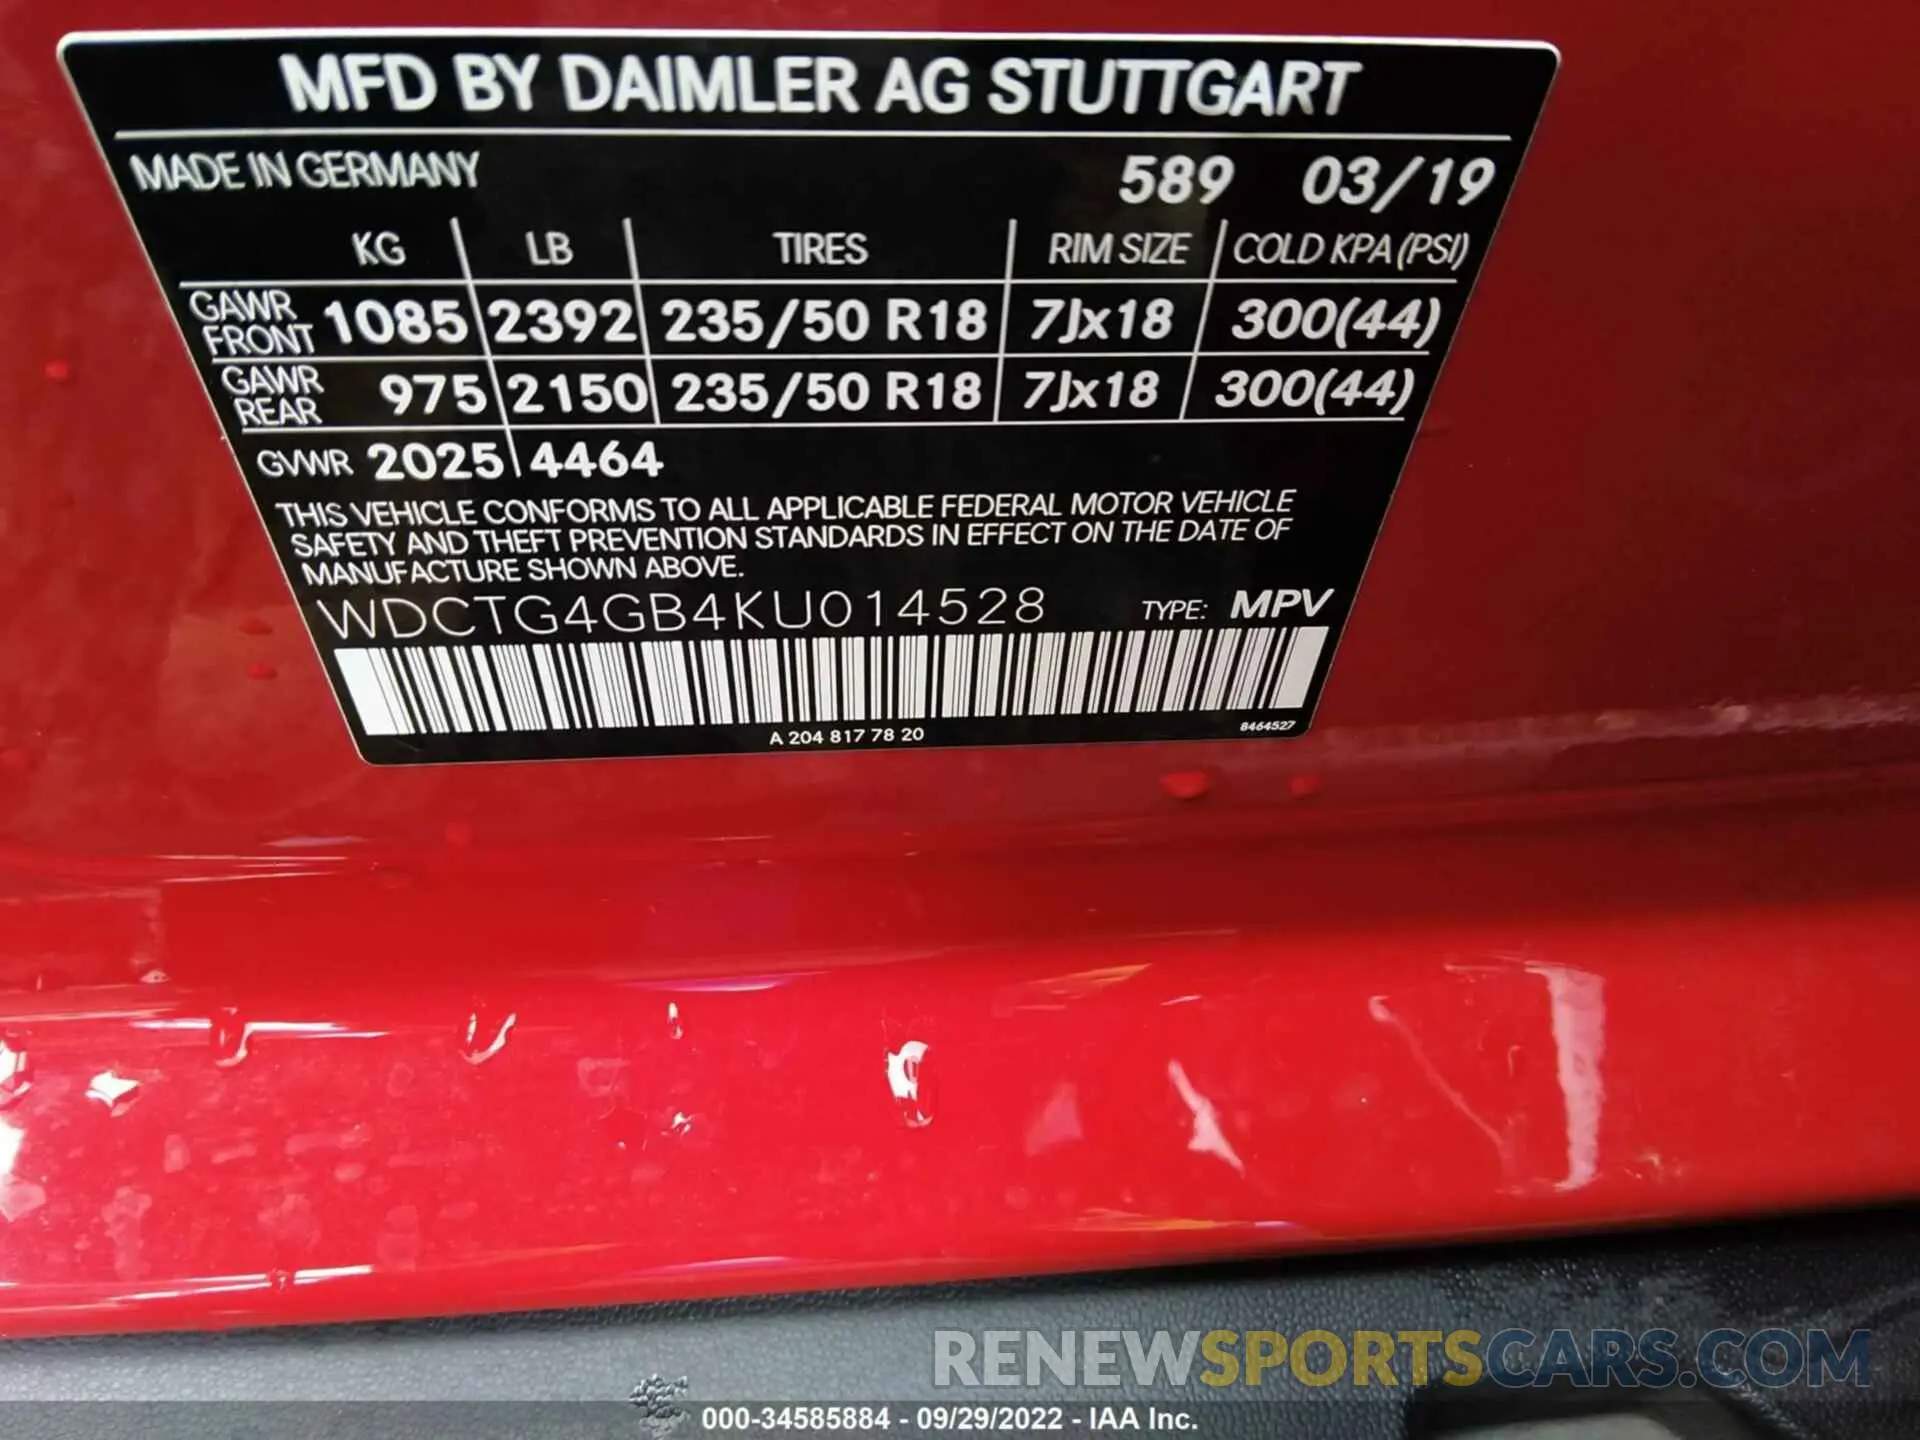 MFD BY DAIMLER AG STUTTGART
MADE IN GERMANY 589 03/19
KG LB TIRES RIM SIZE COLD KPA (PSI)
GAWR FRONT 1085 2392 235/50 R18 7Jx18 300(44)
GAWR REAR 975 2150 235/50 R18 7Jx18 300(44)
GVWR 2025 4464
THIS VEHICLE CONFORMS TO ALL APPLICABLE FEDERAL MOTOR VEHICLE
SAFETY AND THEFT PREVENTION STANDARDS IN EFFECT ON THE DATE OF
MANUFACTURE SHOWN ABOVE.
WDCTG4GB4KU014528 TYPE: MPV
A 204 817 78 20 8464527
RENEWSPORTSCARS.COM
000-34585884 - 09/29/2022 - IAA Inc.